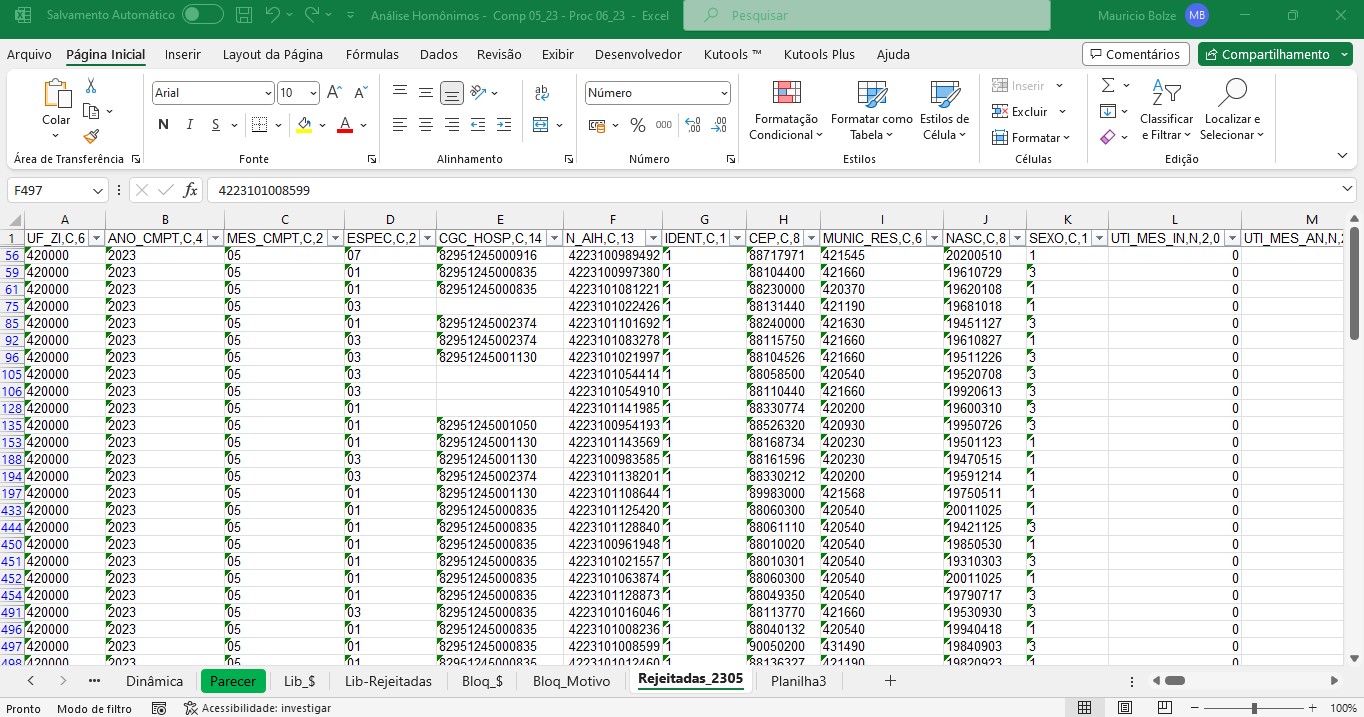 Salvamento Automático Análise Homônimos - Comp 05_23 - Proc 06_23 - Excel Pesquisar Mauricio Bolze MB
Arquivo Página Inicial Inserir Layout da Página Fórmulas Dados Revisão Exibir Desenvolvedor Kutools ™ Kutools Plus Ajuda Comentários Compartilhamento
Colar Arial 10 A A Número Formatação Condicional Formatar como Tabela Estilos de Célula Inserir Excluir Formatar Classificar e Filtrar Localizar e Selecionar
N I S A ab c % 000
Área de Transferência Fonte Alinhamento Número Estilos Células Edição
F497 fx 4223101008599
A B C D E F G H I J K L M
1 UF_ZI,C,6 ANO_CMPT,C,4 MES_CMPT,C,2 ESPEC,C,2 CGC_HOSP,C,14 N_AIH,C,13 IDENT,C,1 CEP,C,8 MUNIC_RES,C,6 NASC,C,8 SEXO,C,1 UTI_MES_IN,N,2,0 UTI_MES_AN,N,2
56 420000 2023 05 07 82951245000916 4223100989492 1 88717971 421545 20200510 1 0
59 420000 2023 05 01 82951245000835 4223100997380 1 88104400 421660 19610729 3 0
61 420000 2023 05 01 82951245000835 4223101081221 1 88230000 420370 19620108 1 0
75 420000 2023 05 03 4223101022426 1 88131440 421190 19681018 1 0
85 420000 2023 05 01 82951245002374 4223101101692 1 88240000 421630 19451127 3 0
92 420000 2023 05 03 82951245002374 4223101083278 1 88115750 421660 19610827 1 0
96 420000 2023 05 03 82951245001130 4223101021997 1 88104526 421660 19511226 3 0
105 420000 2023 05 03 4223101054414 1 88058500 420540 19520708 3 0
106 420000 2023 05 03 4223101054910 1 88110440 421660 19920613 3 0
128 420000 2023 05 01 4223101141985 1 88330774 420200 19600310 3 0
135 420000 2023 05 01 82951245001050 4223100954193 1 88526320 420930 19950726 3 0
153 420000 2023 05 01 82951245001130 4223101143569 1 88168734 420230 19501123 1 0
188 420000 2023 05 03 82951245001130 4223100983585 1 88161596 420230 19470515 1 0
194 420000 2023 05 03 82951245002374 4223101138201 1 88330212 420200 19591214 1 0
197 420000 2023 05 01 82951245001130 4223101108644 1 89983000 421568 19750511 1 0
433 420000 2023 05 01 82951245000835 4223101125420 1 88060300 420540 20011025 1 0
444 420000 2023 05 01 82951245000835 4223101128840 1 88061110 420540 19421125 3 0
450 420000 2023 05 01 82951245000835 4223100961948 1 88010020 420540 19850530 1 0
451 420000 2023 05 01 82951245000835 4223101021557 1 88010301 420540 19310303 3 0
452 420000 2023 05 01 82951245000835 4223101063874 1 88060300 420540 20011025 1 0
454 420000 2023 05 01 82951245000835 4223101128873 1 88049350 420540 19790717 3 0
491 420000 2023 05 03 82951245000835 4223101016046 1 88113770 421660 19530930 3 0
496 420000 2023 05 01 82951245000835 4223101008236 1 88040132 420540 19940418 1 0
497 420000 2023 05 01 82951245000835 4223101008599 1 90050200 431490 19840903 3 0
498 420000 2023 05 01 82951245000835 4223101012460 1 88136327 421190 19820923 1 0
Dinâmica Parecer Lib_$ Lib-Rejeitadas Bloq_$ Bloq_Motivo Rejeitadas_2305 Planilha3
Pronto Modo de filtro Acessibilidade: investigar 100%